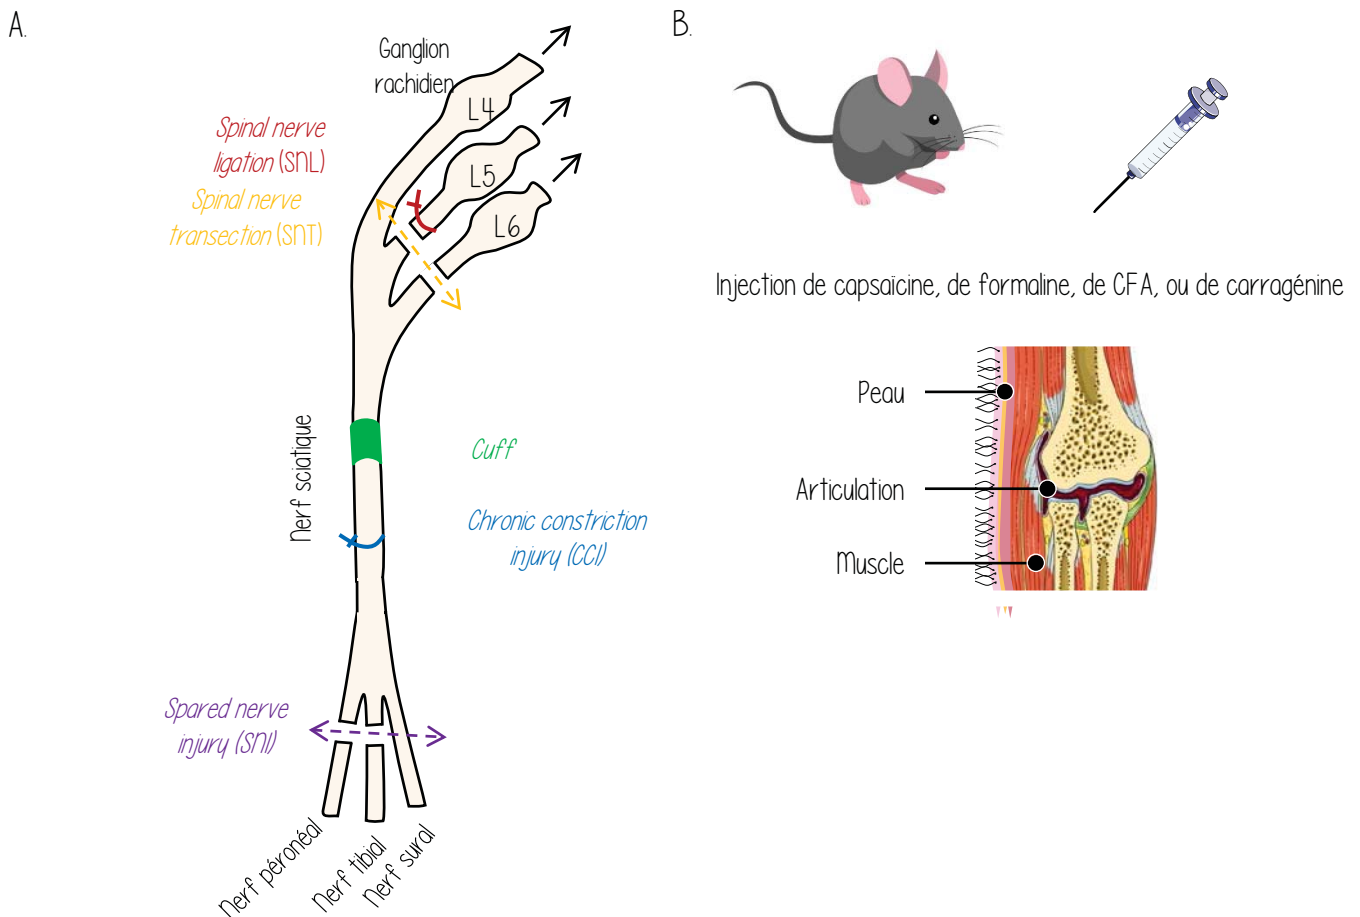 A.
Ganglion
rachidien
L4
L5
L6
Spinal nerve
ligation (SNL)
Spinal nerve
transection (SNT)
Nerf sciatique
Cuff
Chronic constriction
injury (CCI)
Spared nerve
injury (SNI)
Nerf péronéal
Nerf tibial
Nerf sural
B.
Injection de capsaïcine, de formaline, de CFA, ou de carragénine
Peau
Articulation
Muscle